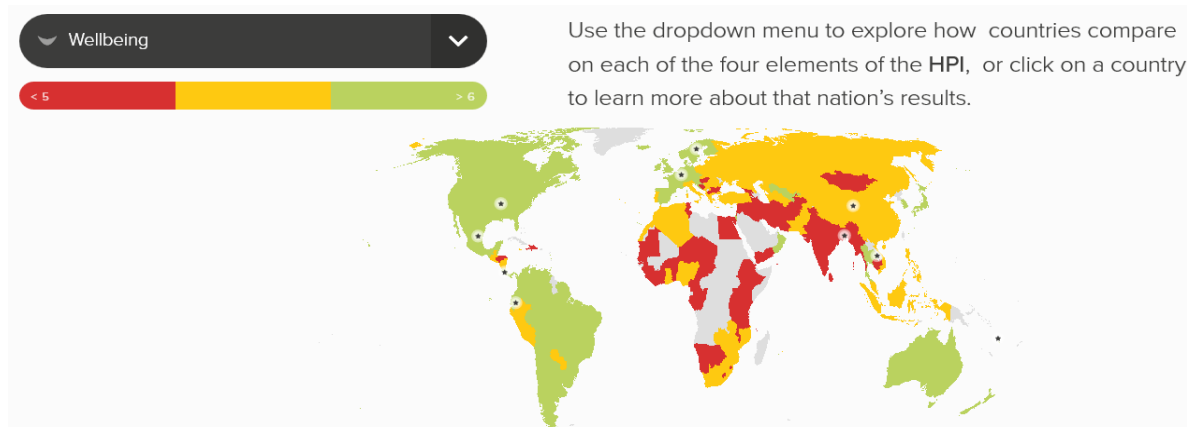 Wellbeing
< 5
> 6
Use the dropdown menu to explore how countries compare
on each of the four elements of the HPI, or click on a country
to learn more about that nation’s results.